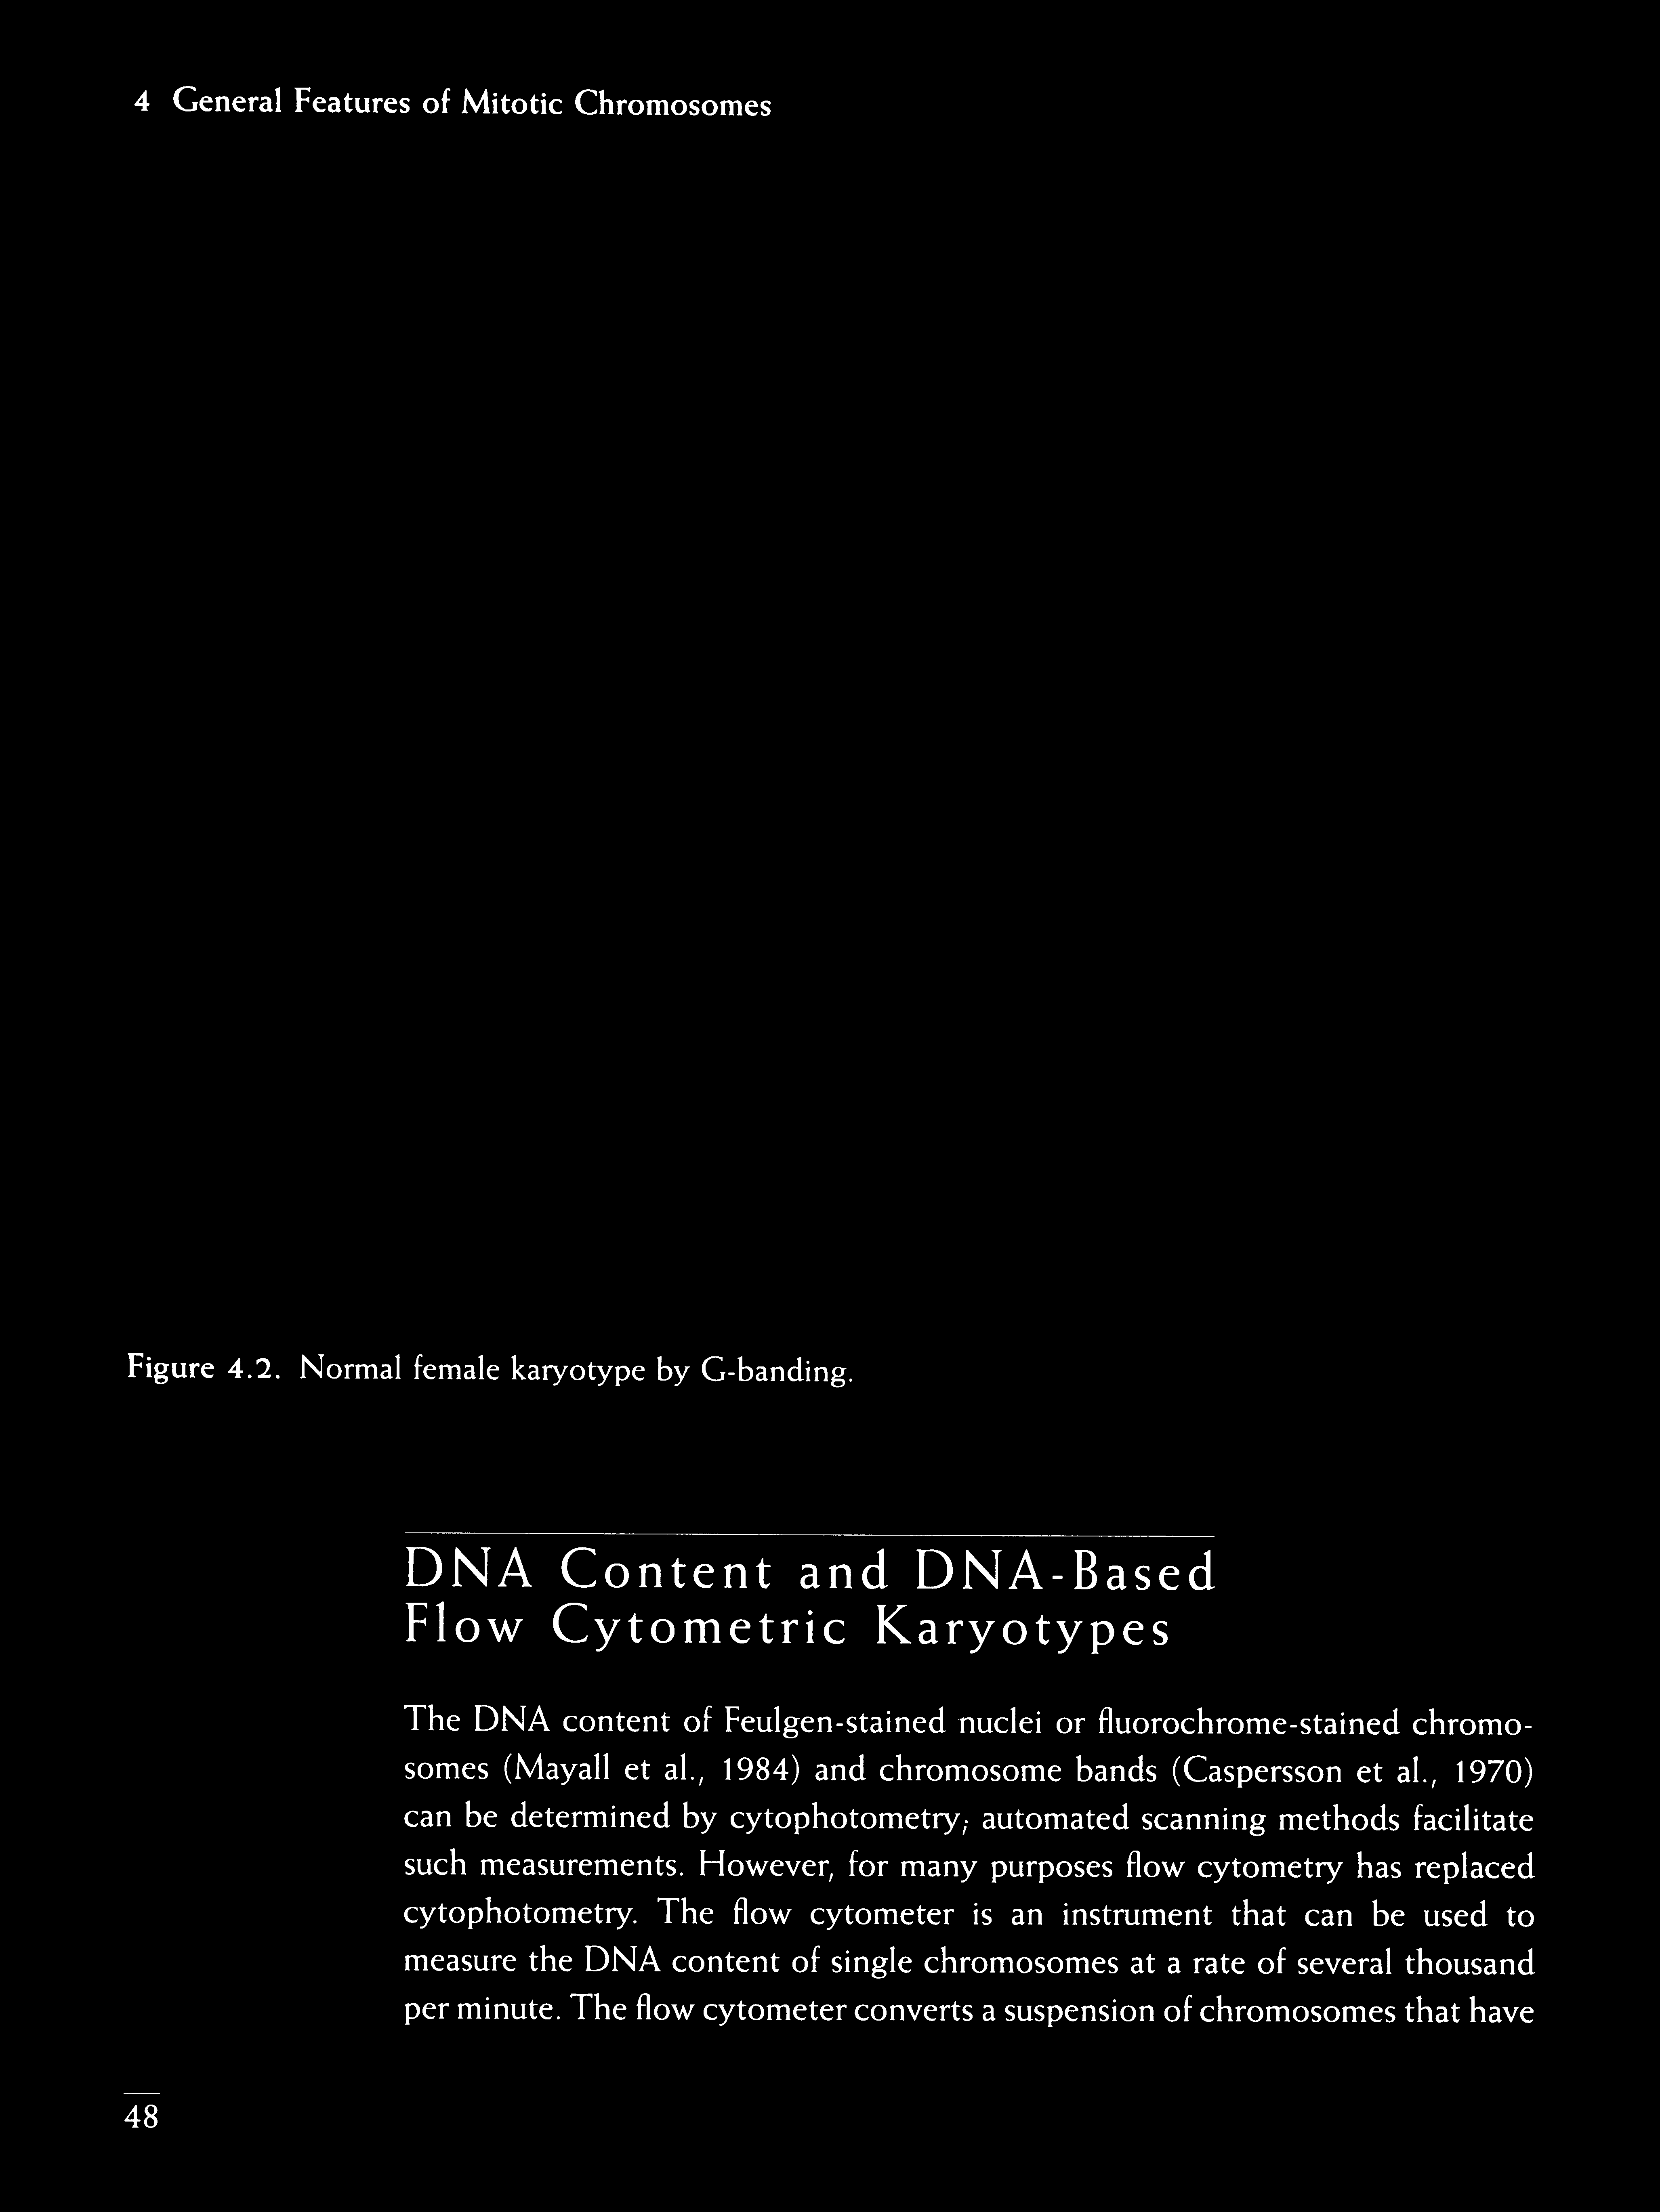 4 General Features of Mitotic Chromosomes
Figure 4.2. Normal female karyotype by G-banding.
DNA Content and DNA-Based
Flow Cytometric Karyotypes
The DNA content of Feulgen-stained nuclei or fluorochrome-stained chromo-
somes (Mayall et al., 1984) and chromosome bands (Caspersson et al., 1970)
can be determined by cytophotometry; automated scanning methods facilitate
such measurements. However, for many purposes flow cytometry has replaced
cytophotometry. The flow cytometer is an instrument that can be used to
measure the DNA content of single chromosomes at a rate of several thousand
per minute. The flow cytometer converts a suspension of chromosomes that have
48